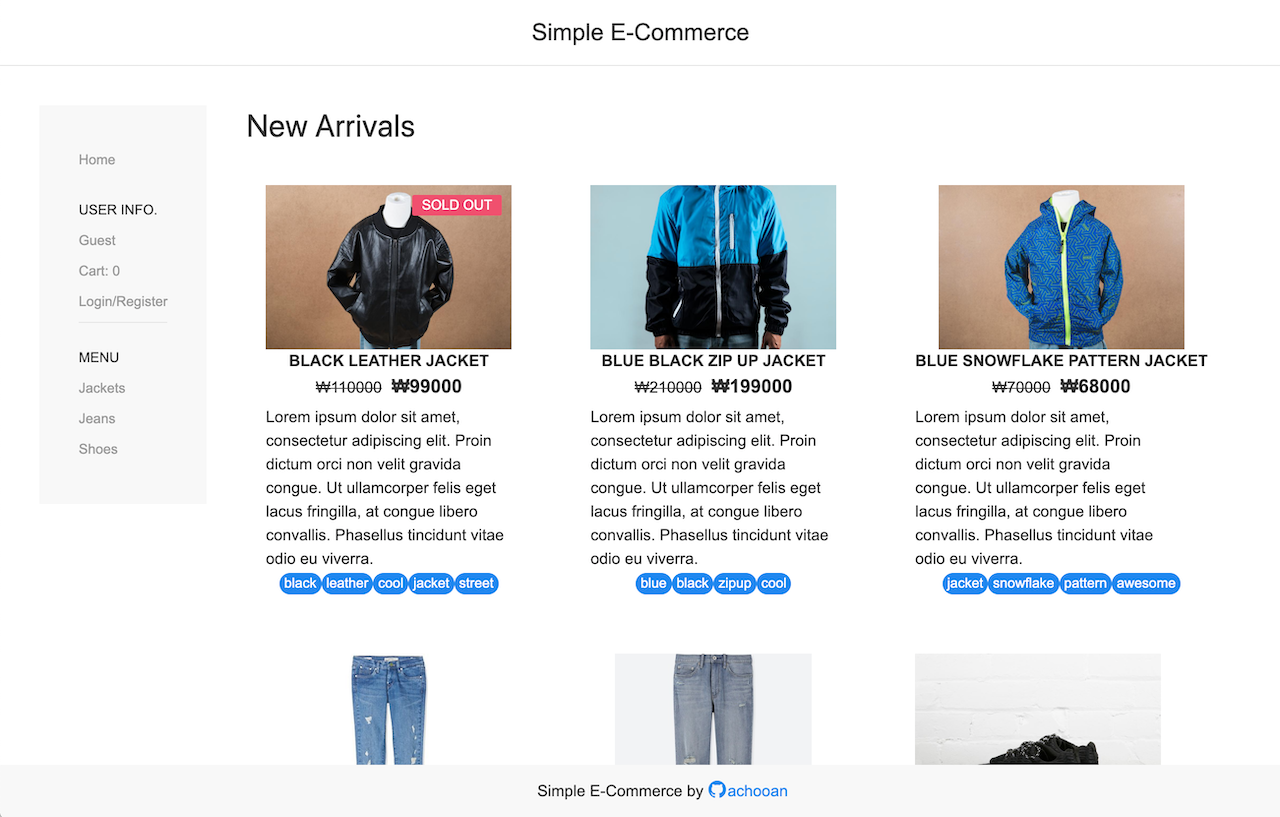 Simple E-Commerce
Home
USER INFO.
Guest
Cart: 0
Login/Register
MENU
Jackets
Jeans
Shoes
New Arrivals
SOLD OUT
BLACK LEATHER JACKET
₩110000 ₩99000
Lorem ipsum dolor sit amet,
consectetur adipiscing elit. Proin
dictum orci non velit gravida
congue. Ut ullamcorper felis eget
lacus fringilla, at congue libero
convallis. Phasellus tincidunt vitae
odio eu viverra.
black leather cool jacket street
BLUE BLACK ZIP UP JACKET
₩210000 ₩199000
Lorem ipsum dolor sit amet,
consectetur adipiscing elit. Proin
dictum orci non velit gravida
congue. Ut ullamcorper felis eget
lacus fringilla, at congue libero
convallis. Phasellus tincidunt vitae
odio eu viverra.
blue black zipup cool
BLUE SNOWFLAKE PATTERN JACKET
₩70000 ₩68000
Lorem ipsum dolor sit amet,
consectetur adipiscing elit. Proin
dictum orci non velit gravida
congue. Ut ullamcorper felis eget
lacus fringilla, at congue libero
convallis. Phasellus tincidunt vitae
odio eu viverra.
jacket snowflake pattern awesome
Simple E-Commerce by achooan